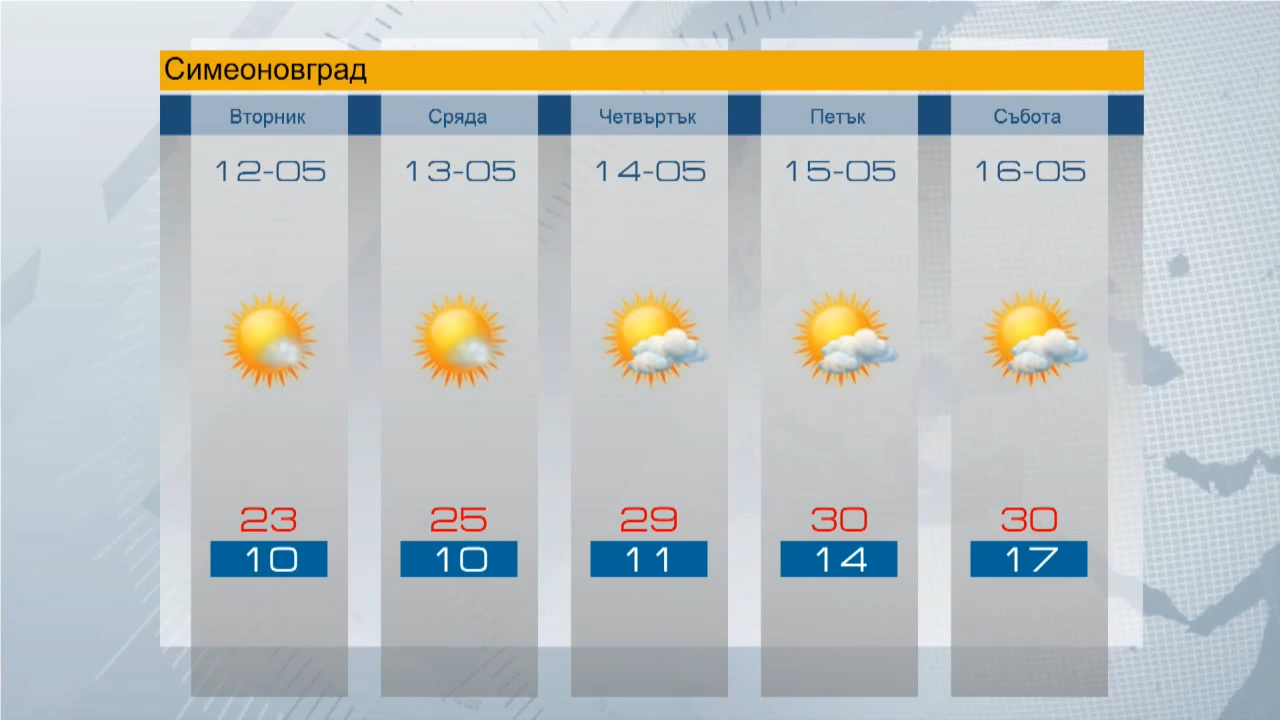 Симеоновград
Вторник Сряда Четвъртък Петък Събота
12-05 13-05 14-05 15-05 16-05
23 25 29 30 30
10 10 11 14 17